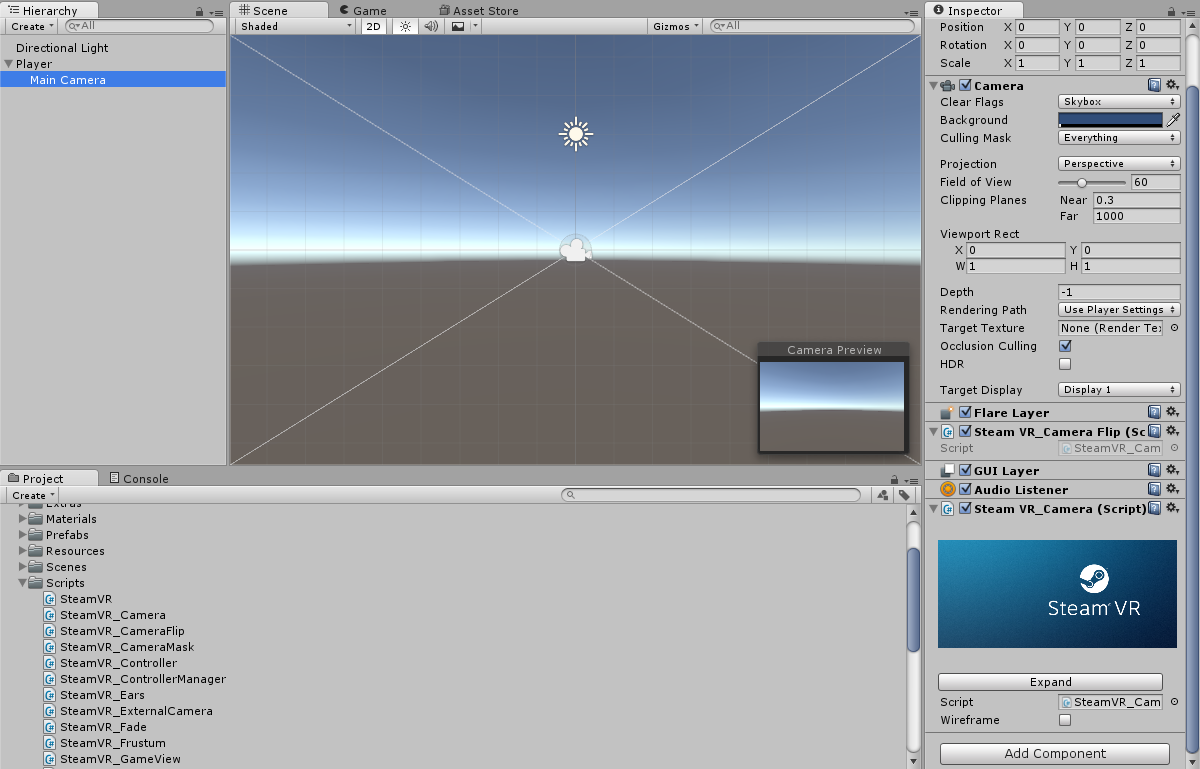 Hierarchy
Create
All
Directional Light
Player
Main Camera
Scene Game Asset Store
Shaded 2D Gizmos All
Camera Preview
Project Console
Create
Extras
Materials
Prefabs
Resources
Scenes
Scripts
SteamVR
SteamVR_Camera
SteamVR_CameraFlip
SteamVR_CameraMask
SteamVR_Controller
SteamVR_ControllerManager
SteamVR_Ears
SteamVR_ExternalCamera
SteamVR_Fade
SteamVR_Frustum
SteamVR_GameView
Inspector
Position X 0 Y 0 Z 0
Rotation X 0 Y 0 Z 0
Scale X 1 Y 1 Z 1
Camera
Clear Flags Skybox
Background
Culling Mask Everything
Projection Perspective
Field of View 60
Clipping Planes Near 0.3
Far 1000
Viewport Rect
X 0 Y 0
W 1 H 1
Depth -1
Rendering Path Use Player Settings
Target Texture None (Render Te
Occlusion Culling
HDR
Target Display Display 1
Flare Layer
Steam VR_Camera Flip (Sc
Script SteamVR_Cam
GUI Layer
Audio Listener
Steam VR_Camera (Script)
Steam VR
Expand
Script SteamVR_Cam
Wireframe
Add Component